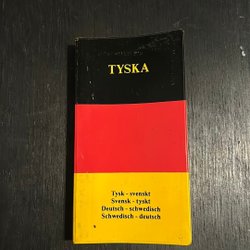 TYSKA
Tysk - svenskt
Svensk - tyskt
Deutsch - schwedisch
Schwedisch - deutsch